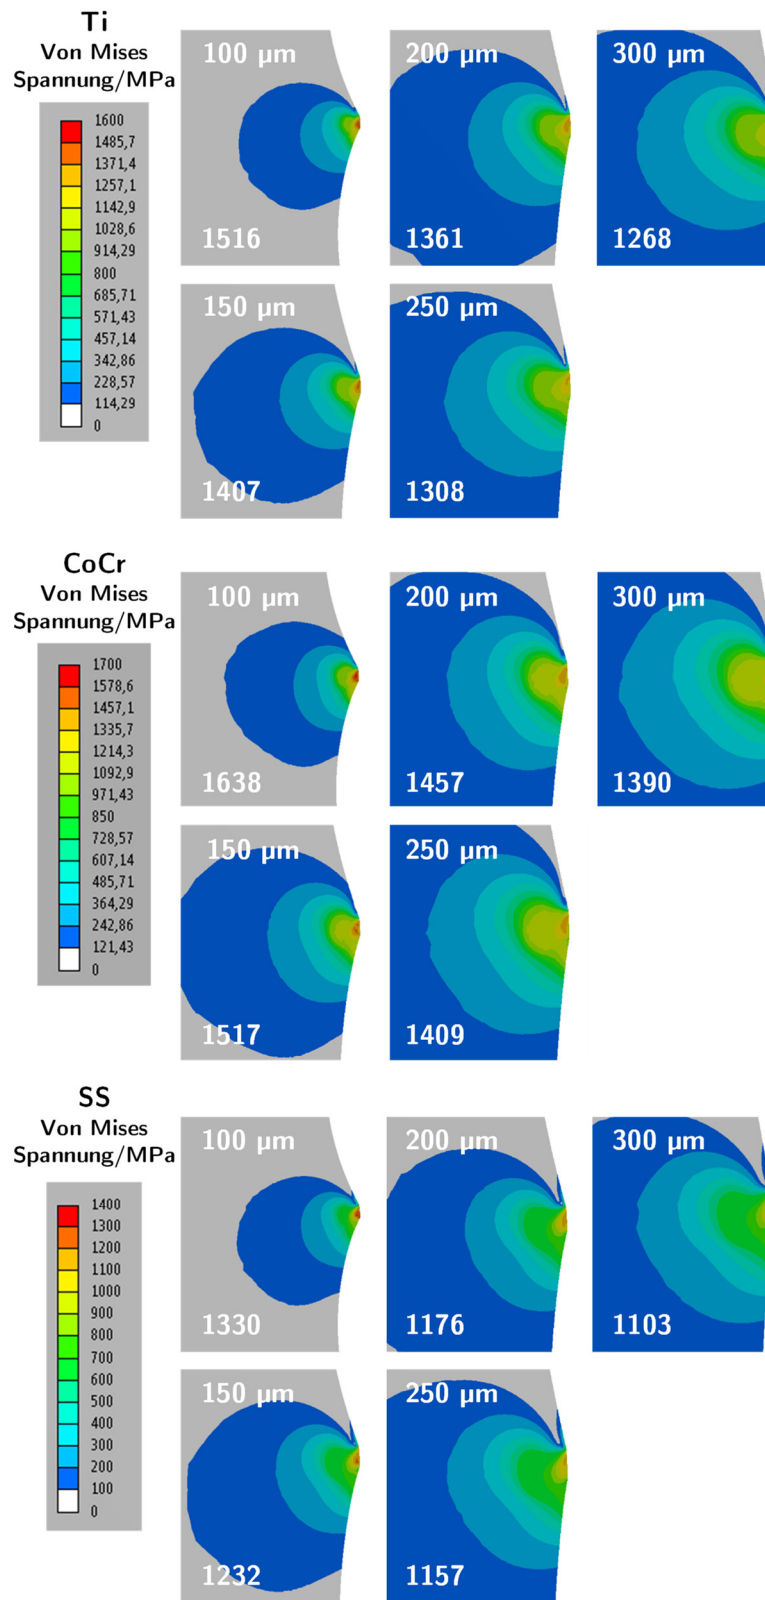 Ti
Von Mises
Spannung/MPa
1600
1485,7
1371,4
1257,1
1142,9
1028,6
914,29
800
685,71
571,43
457,14
342,86
228,57
114,29
0
100 µm
1516
200 µm
1361
300 µm
1268
150 µm
1407
250 µm
1308
CoCr
Von Mises
Spannung/MPa
1700
1578,6
1457,1
1335,7
1214,3
1092,9
971,43
850
728,57
607,14
485,71
364,29
242,86
121,43
0
100 µm
1638
200 µm
1457
300 µm
1390
150 µm
1517
250 µm
1409
SS
Von Mises
Spannung/MPa
1400
1300
1200
1100
1000
900
800
700
600
500
400
300
200
100
0
100 µm
1330
200 µm
1176
300 µm
1103
150 µm
1232
250 µm
1157